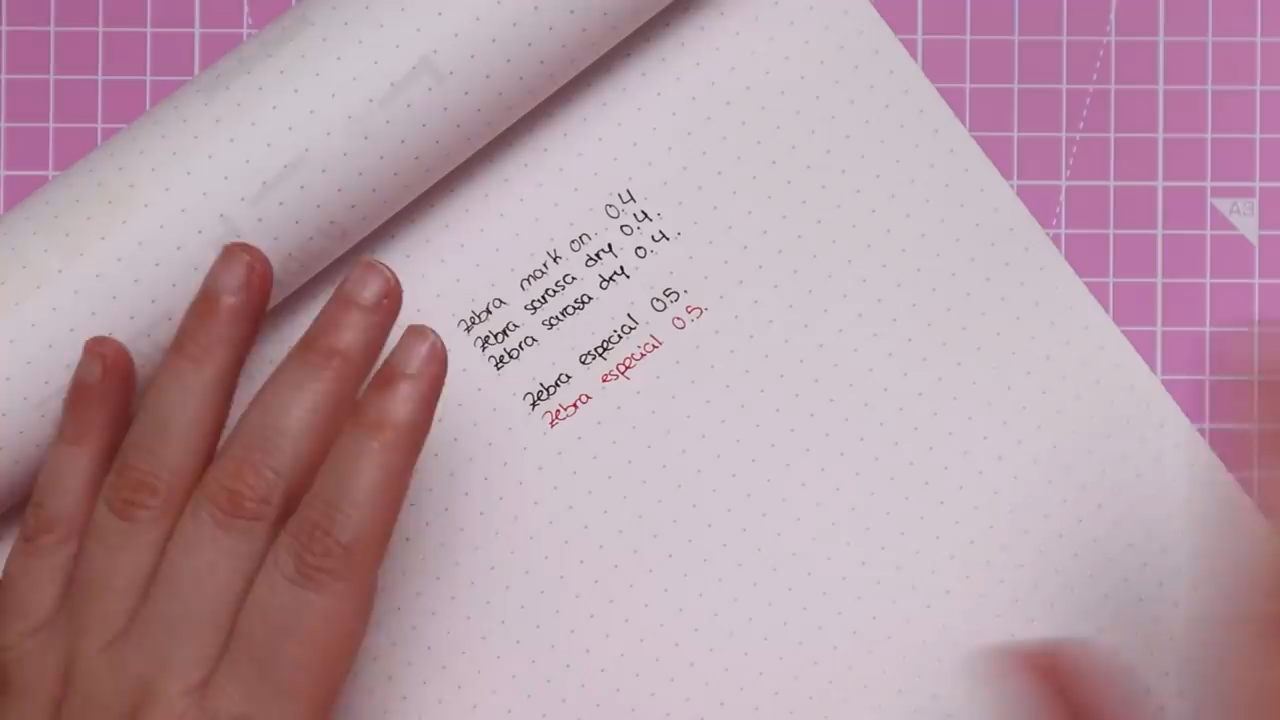 zebra mark on. 0.4
zebra sarasa dry 0.4.
zebra sarasa dry 0.4.
zebra especial 0.5.
zebra especial 0.5.
A3